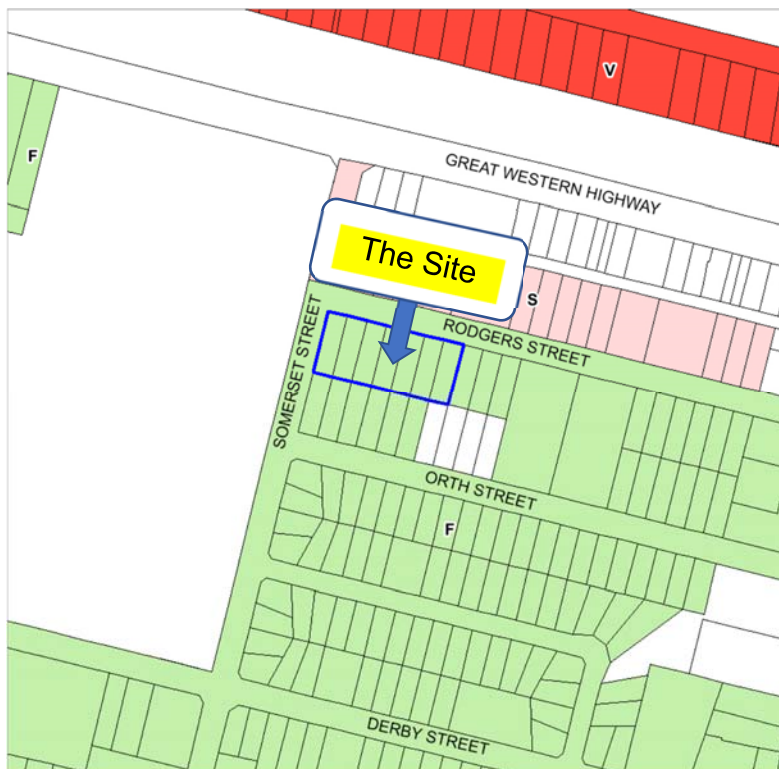 V
F
GREAT WESTERN HIGHWAY
The Site
S
RODGERS STREET
SOMERSET STREET
ORTH STREET
F
DERBY STREET